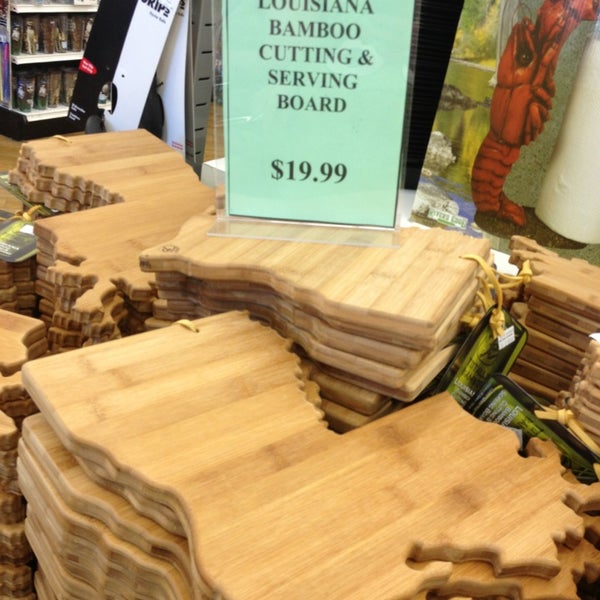 LOUISIANA
BAMBOO
CUTTING &
SERVING
BOARD
$19.99